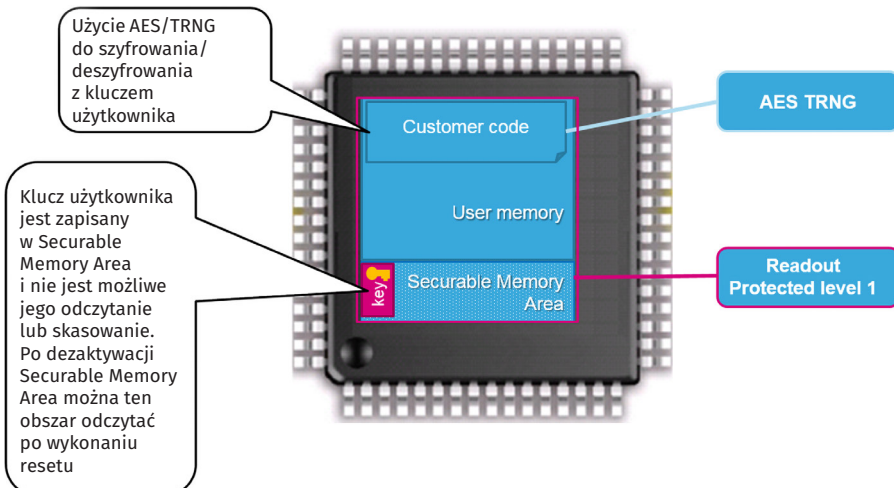 Użycie AES/TRNG
do szyfrowania/
deszyfrowania
z kluczem
użytkownika
Customer code
AES TRNG
User memory
Klucz użytkownika
jest zapisany
w Securable
Memory Area
i nie jest możliwe
jego odczytanie
lub skasowanie.
Po dezaktywacji
Securable Memory
Area można ten
obszar odczytać
po wykonaniu
resetu
key
Securable Memory
Area
Readout
Protected level 1